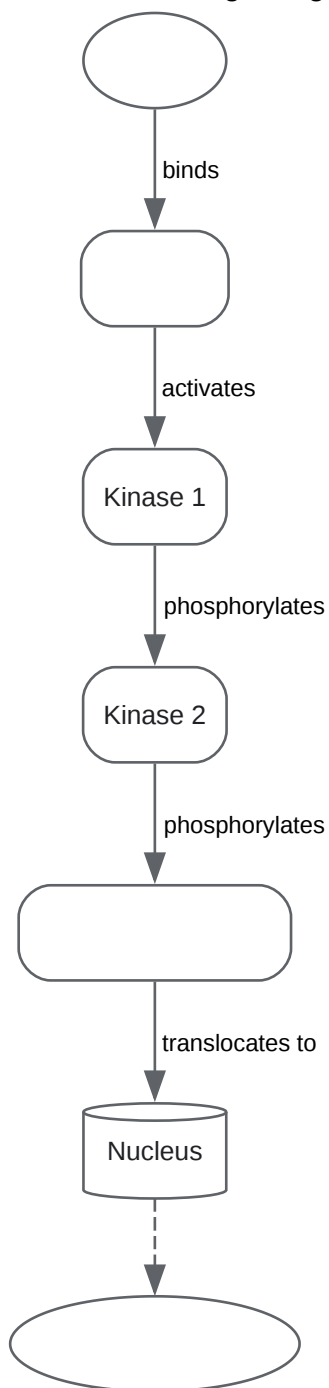 binds
activates
Kinase 1
phosphorylates
Kinase 2
phosphorylates
translocates to
Nucleus